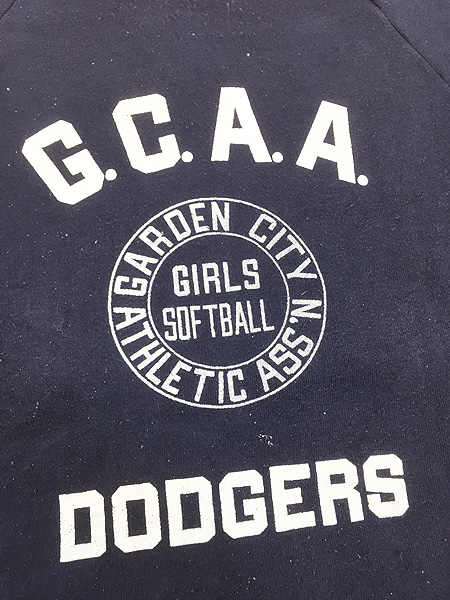 G.C.A.A.
GARDEN CITY
GIRLS
SOFTBALL
ATHLETIC ASS'N
DODGERS